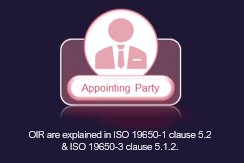 Appointing Party
OIR are explained in ISO 19650-1 clause 5.2
& ISO 19650-3 clause 5.1.2.